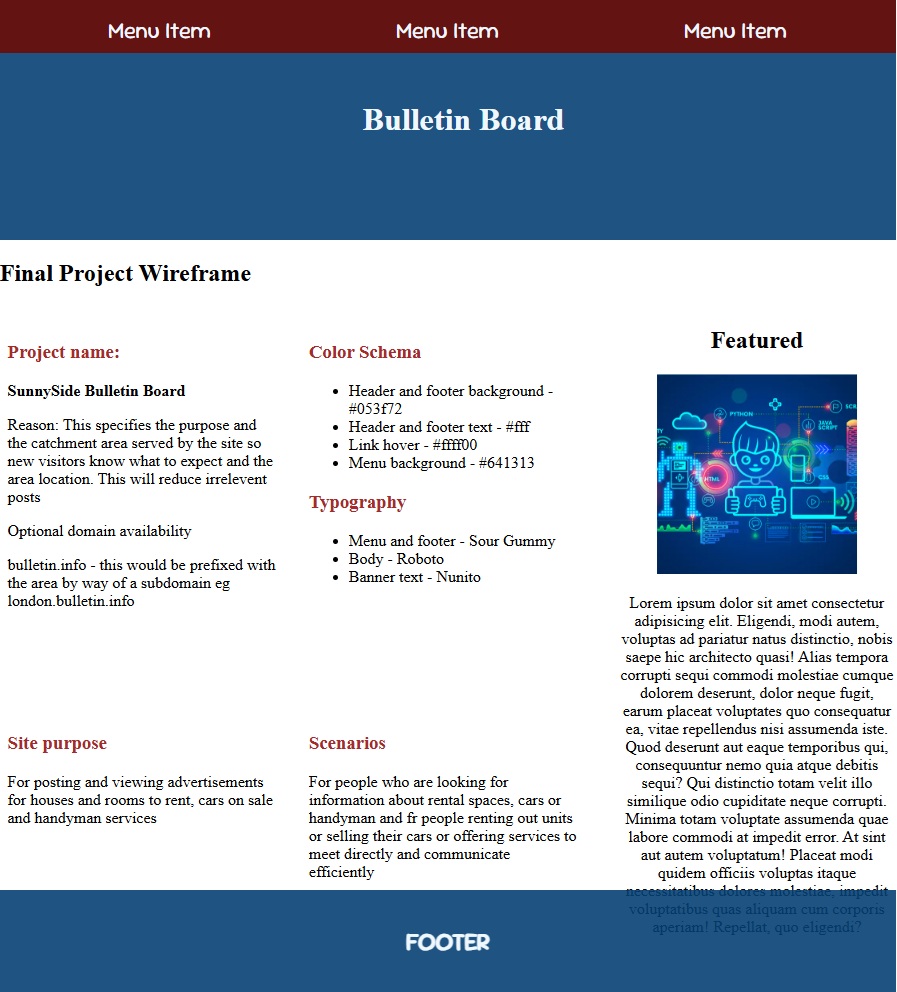 Menu Item
Menu Item
Menu Item
Bulletin Board
Final Project Wireframe
Project name:
SunnySide Bulletin Board
Reason: This specifies the purpose and
the catchment area served by the site so
new visitors know what to expect and the
area location. This will reduce irrelevent
posts
Optional domain availability
bulletin.info - this would be prefixed with
the area by way of a subdomain eg
london.bulletin.info
Color Schema
Header and footer background -
#053f72
Header and footer text - #fff
Link hover - #ffff00
Menu background - #641313
Typography
Menu and footer - Sour Gummy
Body - Roboto
Banner text - Nunito
Site purpose
For posting and viewing advertisements
for houses and rooms to rent, cars on sale
and handyman services
Scenarios
For people who are looking for
information about rental spaces, cars or
handyman and fr people renting out units
or selling their cars or offering services to
meet directly and communicate
efficiently
Featured
PYTHON
JAVA
SCRIPT
SCR
HTML
CSS
Lorem ipsum dolor sit amet consectetur
adipisicing elit. Eligendi, modi autem,
voluptas ad pariatur natus distinctio, nobis
saepe hic architecto quasi! Alias tempora
corrupti sequi commodi molestiae cumque
dolorem deserunt, dolor neque fugit,
earum placeat voluptates quo consequatur
ea, vitae repellendus nisi assumenda iste.
Quod deserunt aut eaque temporibus qui,
consequuntur nemo quia atque debitis
sequi? Qui distinctio totam velit illo
similique odio cupiditate neque corrupti.
Minima totam voluptate assumenda quae
labore commodi at impedit error. At sint
aut autem voluptatum! Placeat modi
quidem officiis voluptas itaque
necessitatibus dolores molestiae, impedit
voluptatibus quas aliquam cum corporis
aperiam! Repellat, quo eligendi?
FOOTER